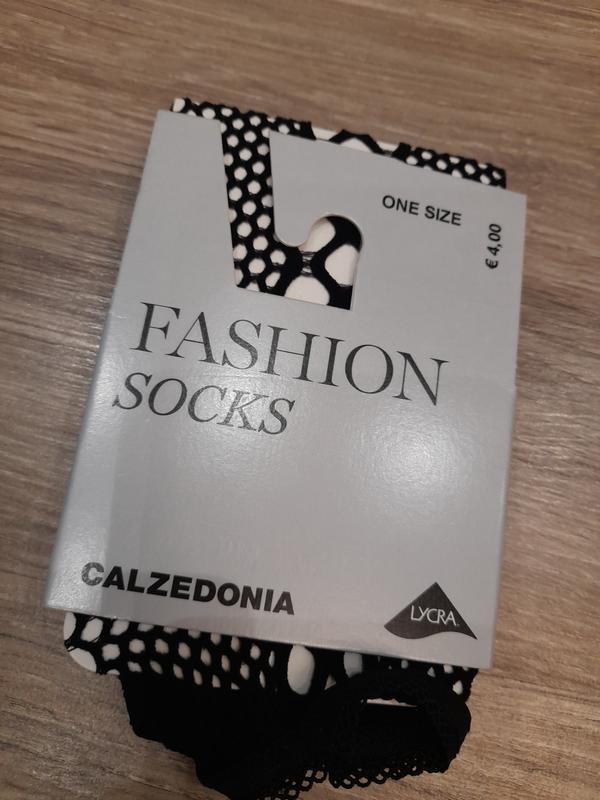 ONE SIZE
€ 4,00
FASHION
SOCKS
CALZEDONIA
LYCRA.